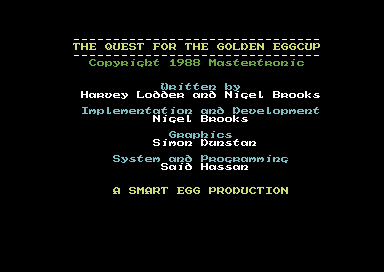 THE QUEST FOR THE GOLDEN EGGCUP
Copyright 1988 Mastertronic
Written by
Harvey Lodder and Nigel Brooks
Implementation and Development
Nigel Brooks
Graphics
Simon Dunstan
System and Programming
Said Hassan
A SMART EGG PRODUCTION